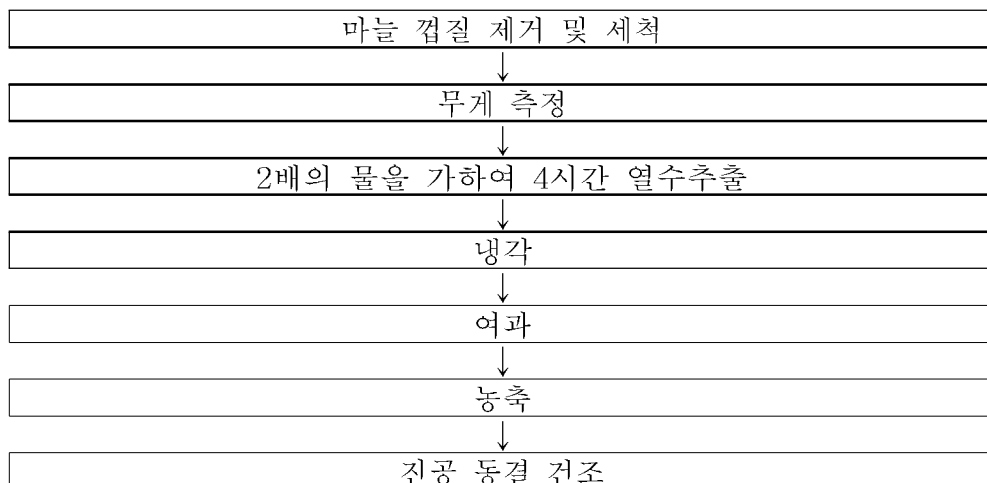 마늘 껍질 제거 및 세척
↓
무게 측정
↓
2배의 물을 가하여 4시간 열수추출
↓
냉각
↓
여과
↓
농축
↓
진공 동결 건조